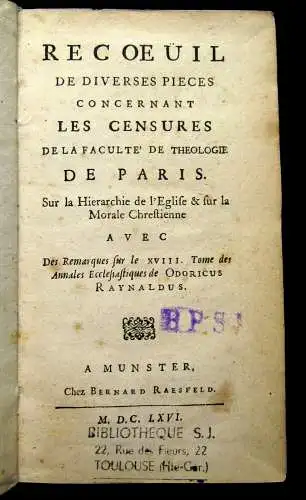 RECOEÜIL
DE DIVERSES PIECES
CONCERNANT
LES CENSURES
DE LA FACULTE' DE THEOLOGIE
DE PARIS.
Sur la Hierarchie de l'Eglise & sur la
Morale Chrestienne
AVEC
Des Remarques sur le XVIII. Tome des
Annales Ecclesiastiques de ODORICUS
RAYNALDUS.
BPSJ
A MUNSTER,
Chez BERNARD RAESFELD.
M. D. C. LXVI.
BIBLIOTHEQUE S. J.
22, Rue des Fleurs, 22
TOULOUSE (Hte-Gar.)